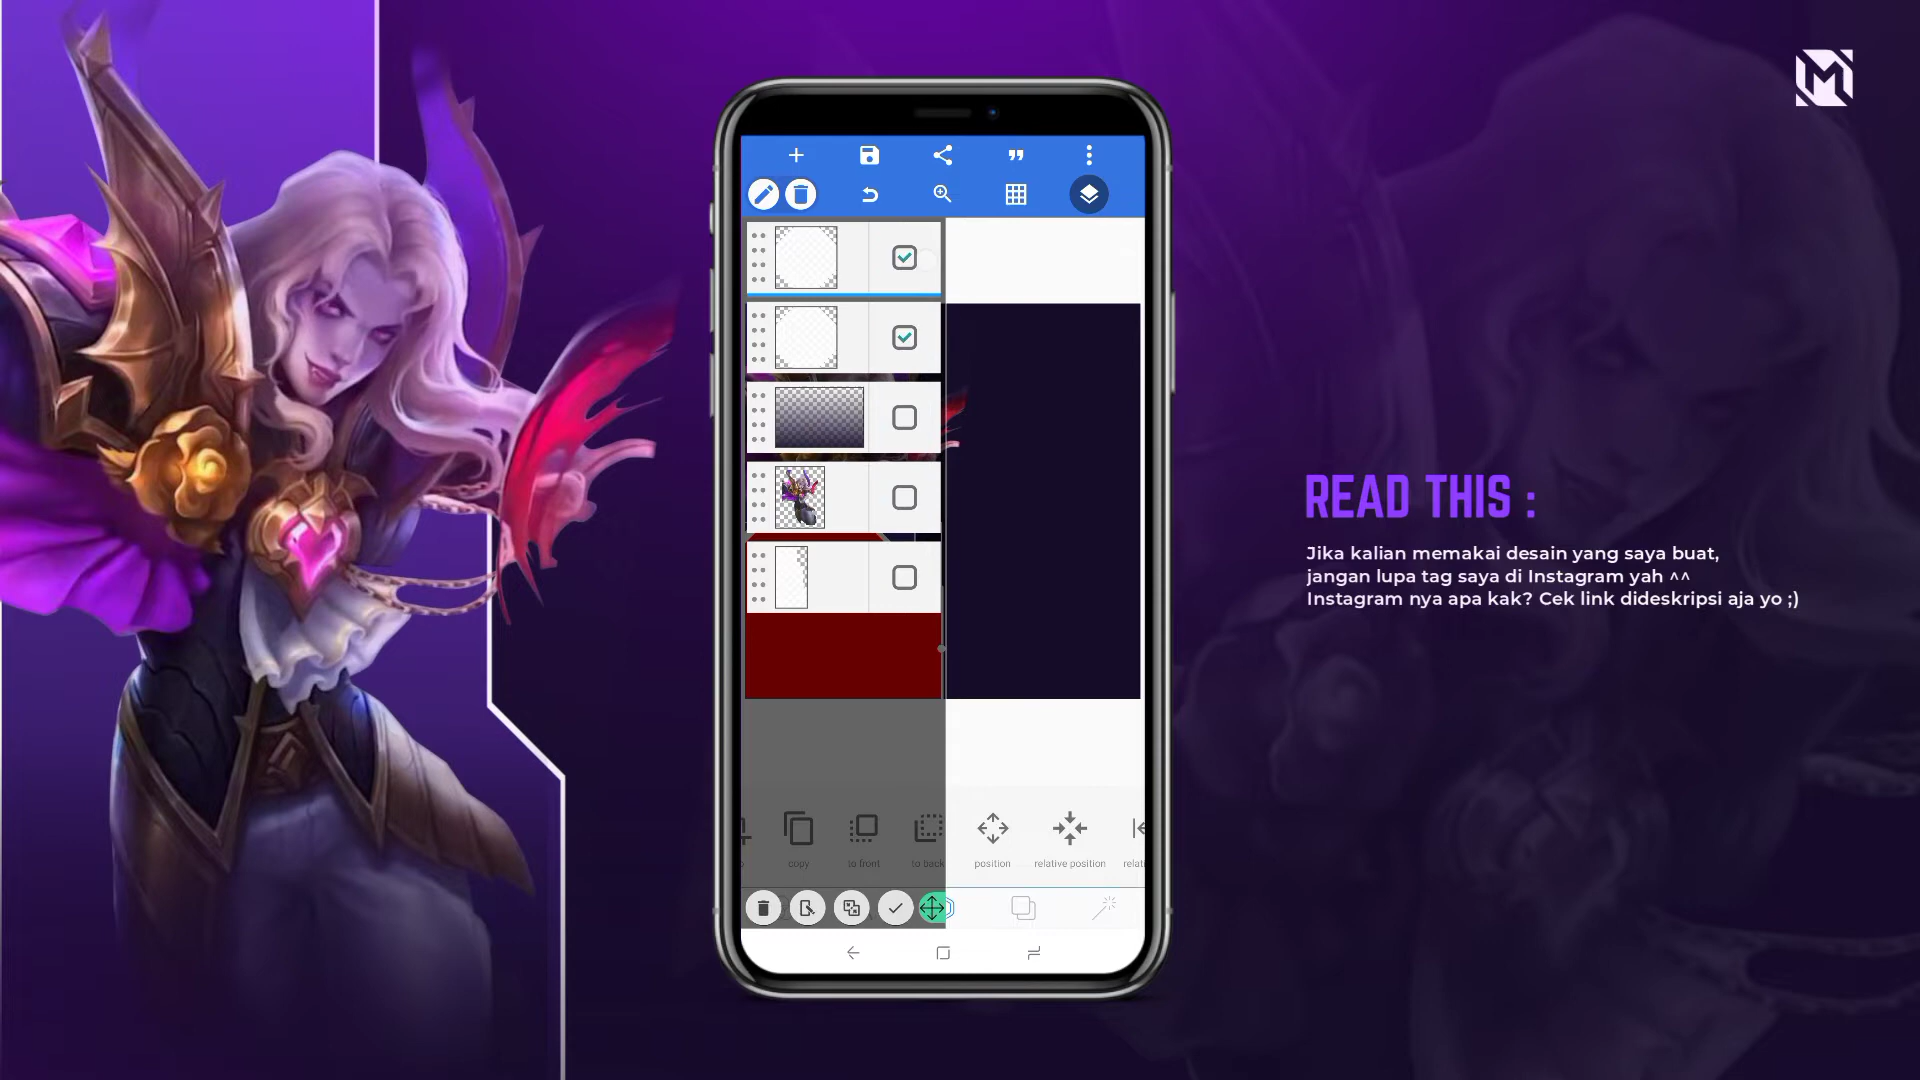 READ THIS :
Jika kalian memakai desain yang saya buat,
jangan lupa tag saya di Instagram yah ^^
Instagram nya apa kak? Cek link dideskripsi aja yo ;)
copy
to front
to back
position
relative position
relati